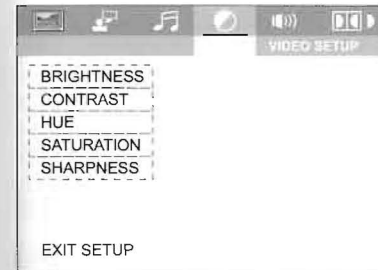 VIDEO SETUP
BRIGHTNESS
CONTRAST
HUE
SATURATION
SHARPNESS
EXIT SETUP